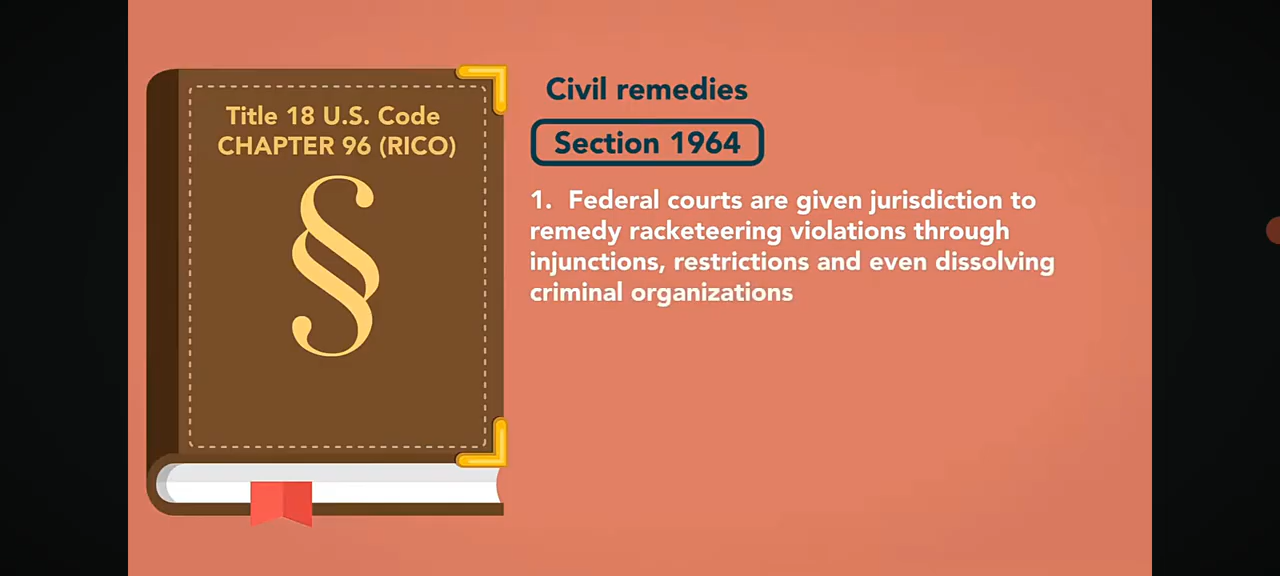 Title 18 U.S. Code
CHAPTER 96 (RICO)
§
Civil remedies
Section 1964
1. Federal courts are given jurisdiction to
remedy racketeering violations through
injunctions, restrictions and even dissolving
criminal organizations